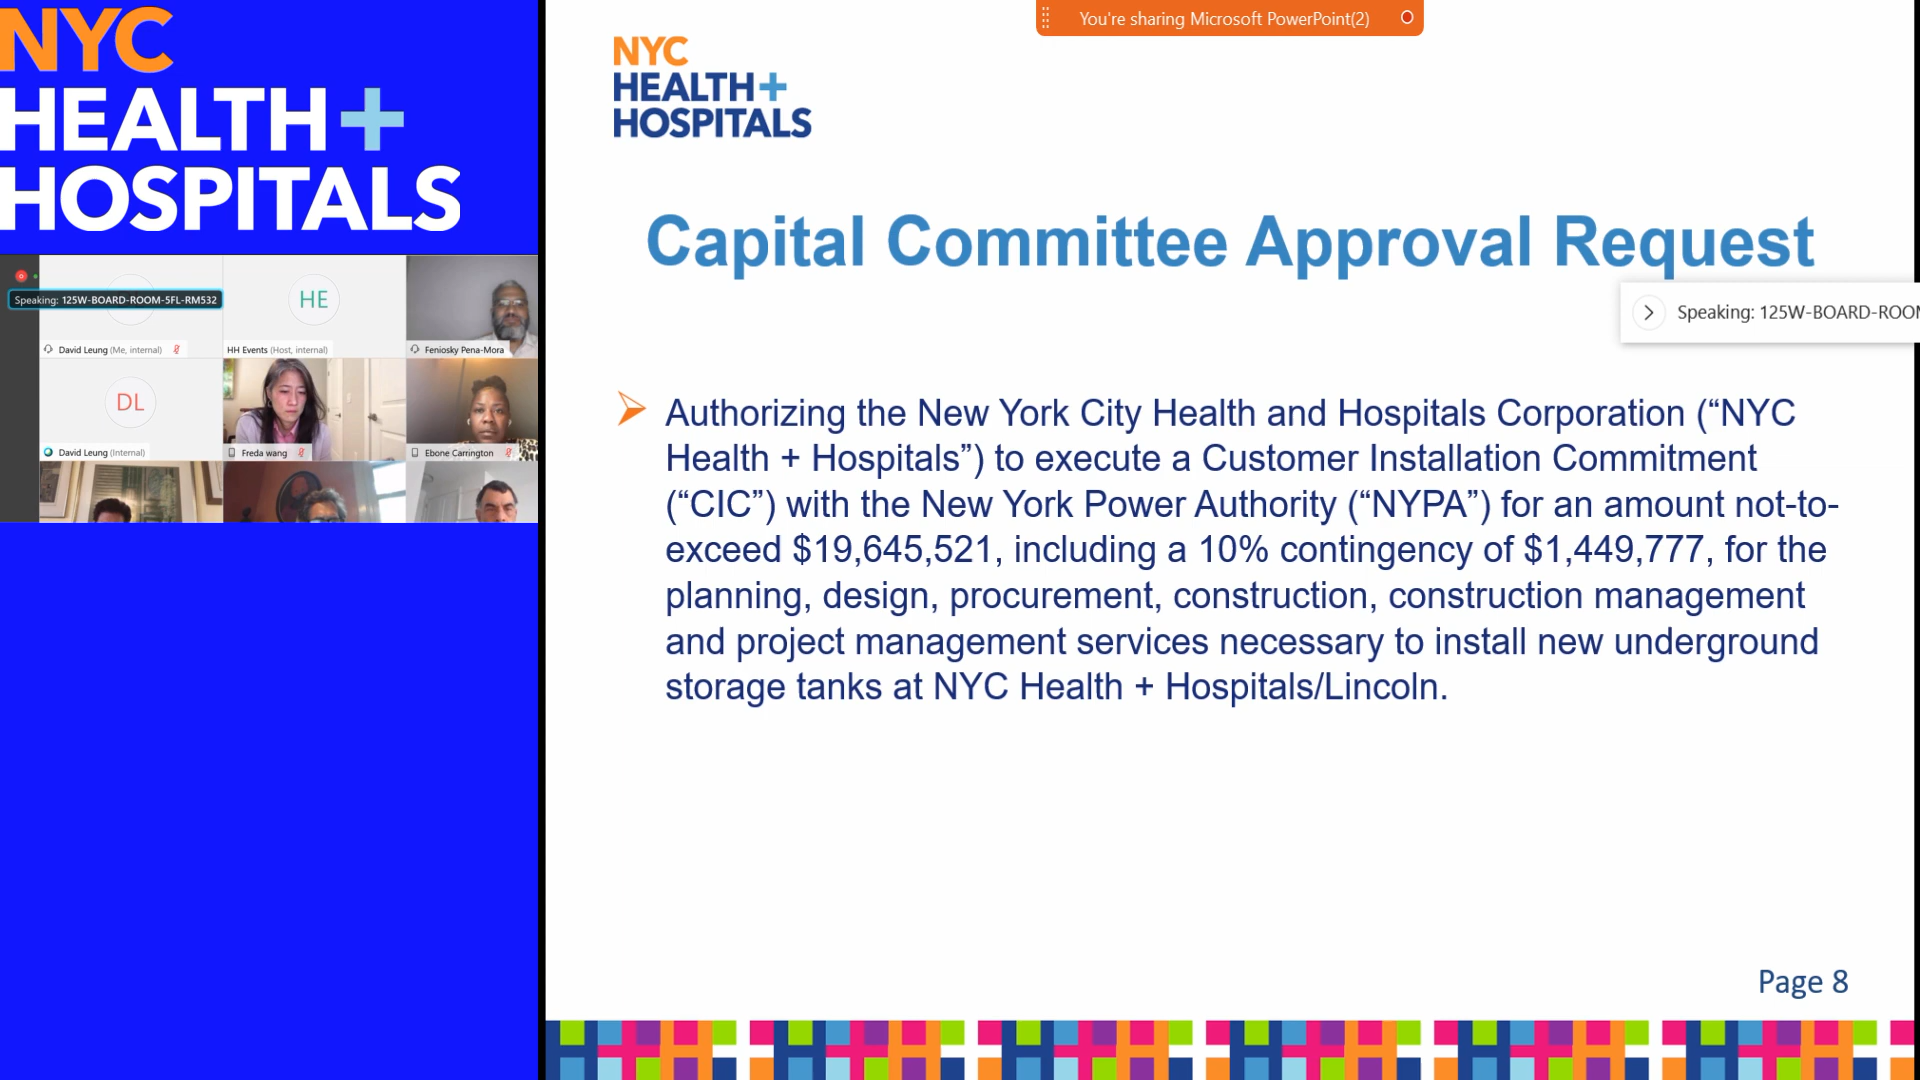 NYC
HEALTH+
HOSPITALS
Speaking: 125W-BOARD-ROOM-5FL-RM532
HE
David Leung (Me, internal)
HH Events (Host, internal)
Feniosky Pena-Mora
DL
David Leung (Internal)
Freda wang
Ebone Carrington
You're sharing Microsoft PowerPoint(2)
NYC
HEALTH+
HOSPITALS
Capital Committee Approval Request
Speaking: 125W-BOARD-ROOM
Authorizing the New York City Health and Hospitals Corporation (“NYC
Health + Hospitals”) to execute a Customer Installation Commitment
(“CIC”) with the New York Power Authority (“NYPA”) for an amount not-to-
exceed $19,645,521, including a 10% contingency of $1,449,777, for the
planning, design, procurement, construction, construction management
and project management services necessary to install new underground
storage tanks at NYC Health + Hospitals/Lincoln.
Page 8